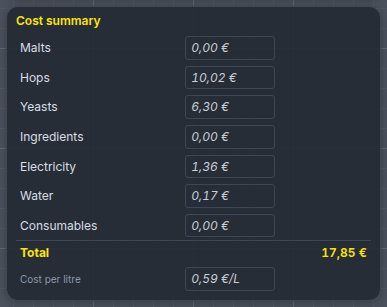 Cost summary
Malts 0,00 €
Hops 10,02 €
Yeasts 6,30 €
Ingredients 0,00 €
Electricity 1,36 €
Water 0,17 €
Consumables 0,00 €
Total 17,85 €
Cost per litre 0,59 €/L